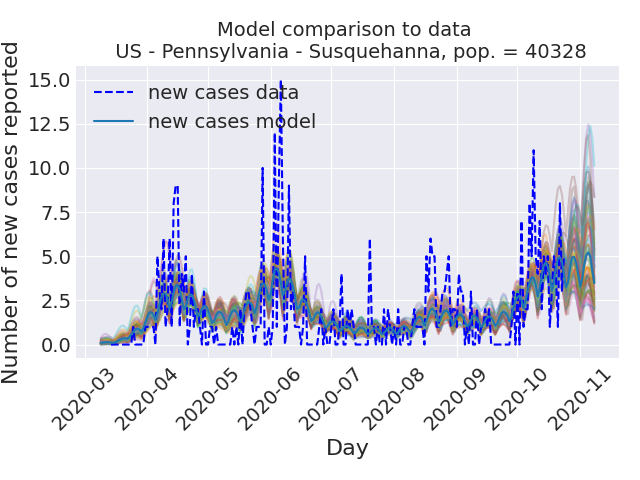 Model comparison to data
US - Pennsylvania - Susquehanna, pop. = 40328
Number of new cases reported
15.0
12.5
10.0
7.5
5.0
2.5
0.0
new cases data
new cases model
2020-03
2020-04
2020-05
2020-06
2020-07
2020-08
2020-09
2020-10
2020-11
Day